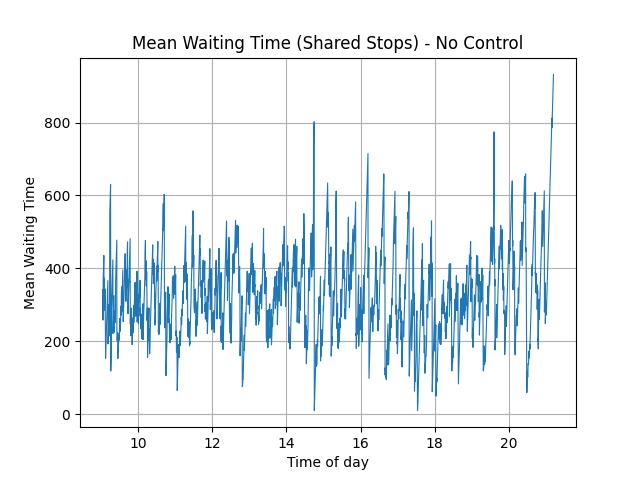 Mean Waiting Time (Shared Stops) - No Control
Mean Waiting Time
800
600
400
200
0
10 12 14 16 18 20
Time of day